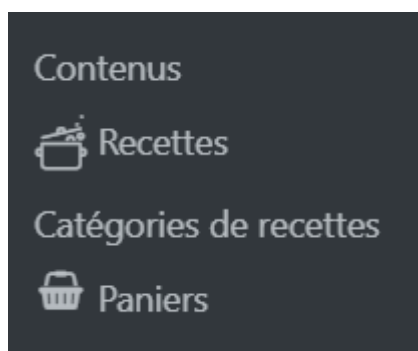 Contenus
Recettes
Catégories de recettes
Paniers